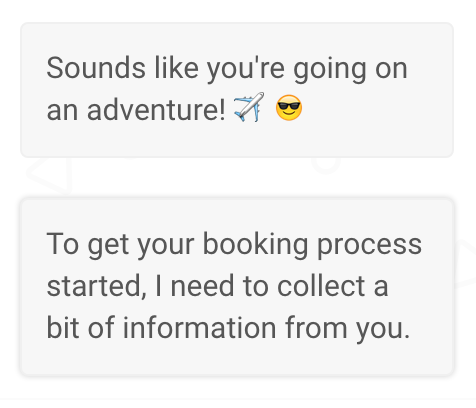 Sounds like you're going on
an adventure! ✈️ 😎
To get your booking process
started, I need to collect a
bit of information from you.